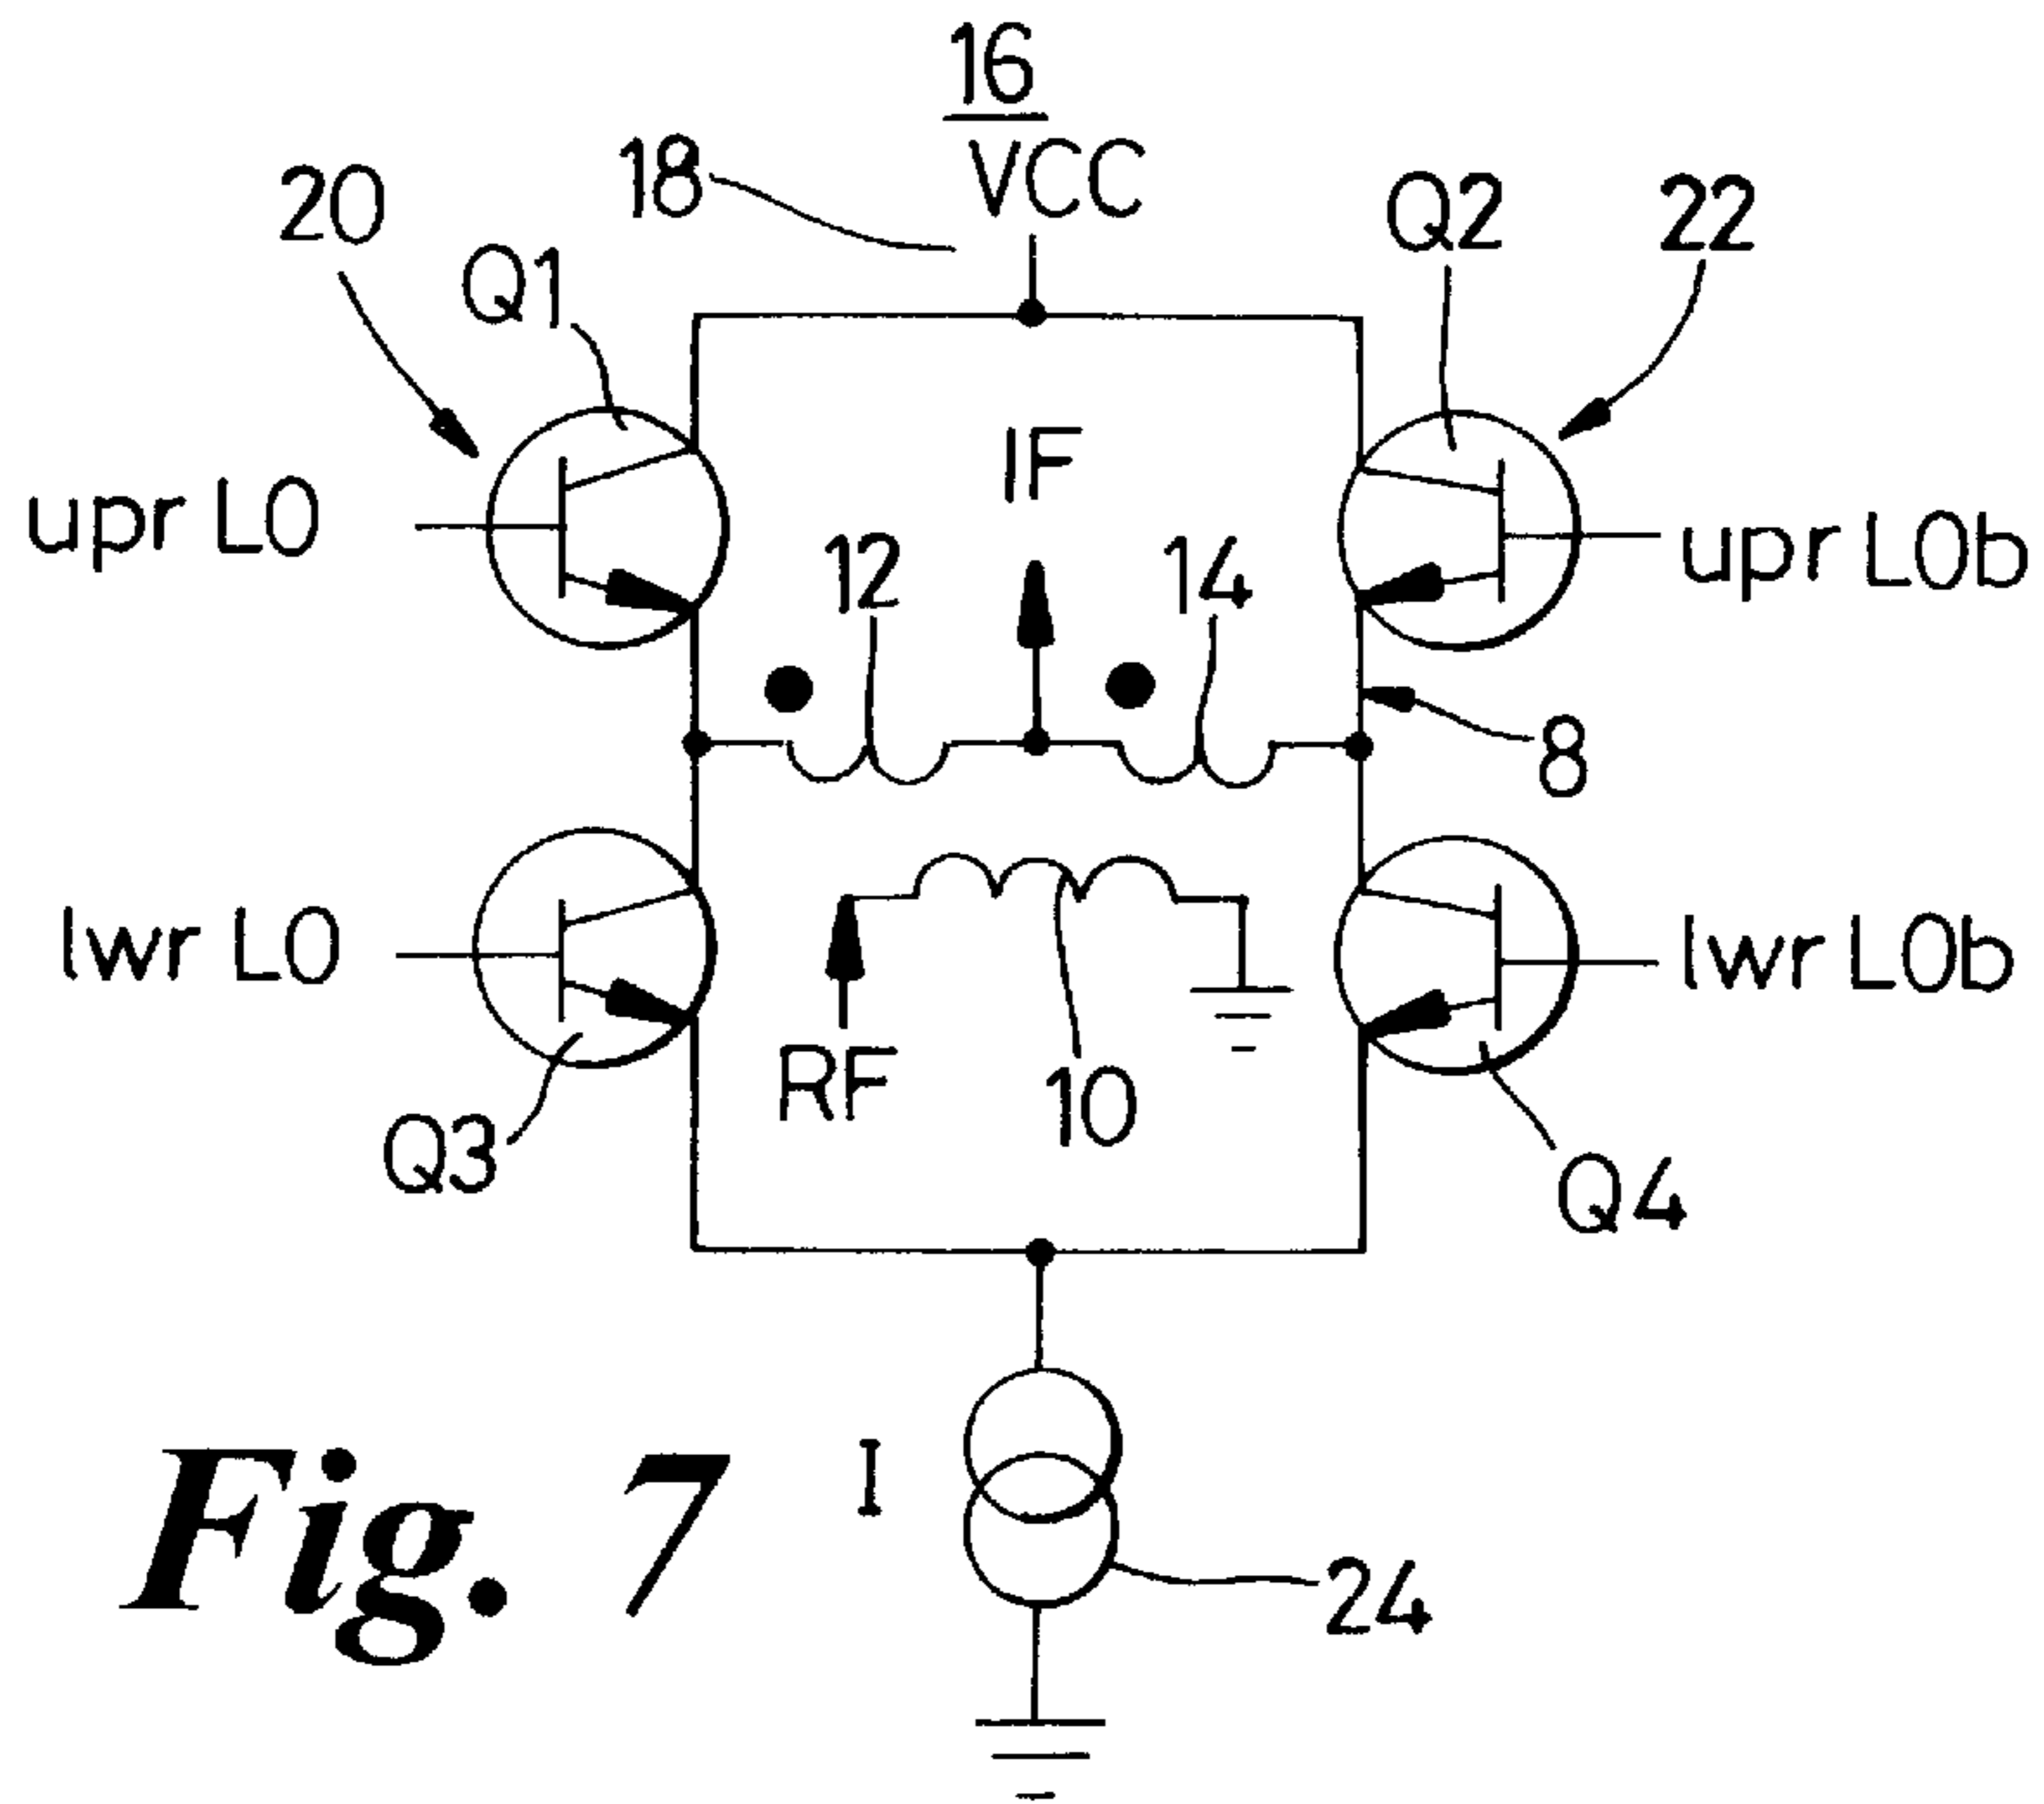 16
18
VCC
20
Q1
Q2
22
IF
upr LO
12
14
upr LOb
8
lwr LO
lwr LOb
RF
10
Q3
Q4
I
24
Fig. 7